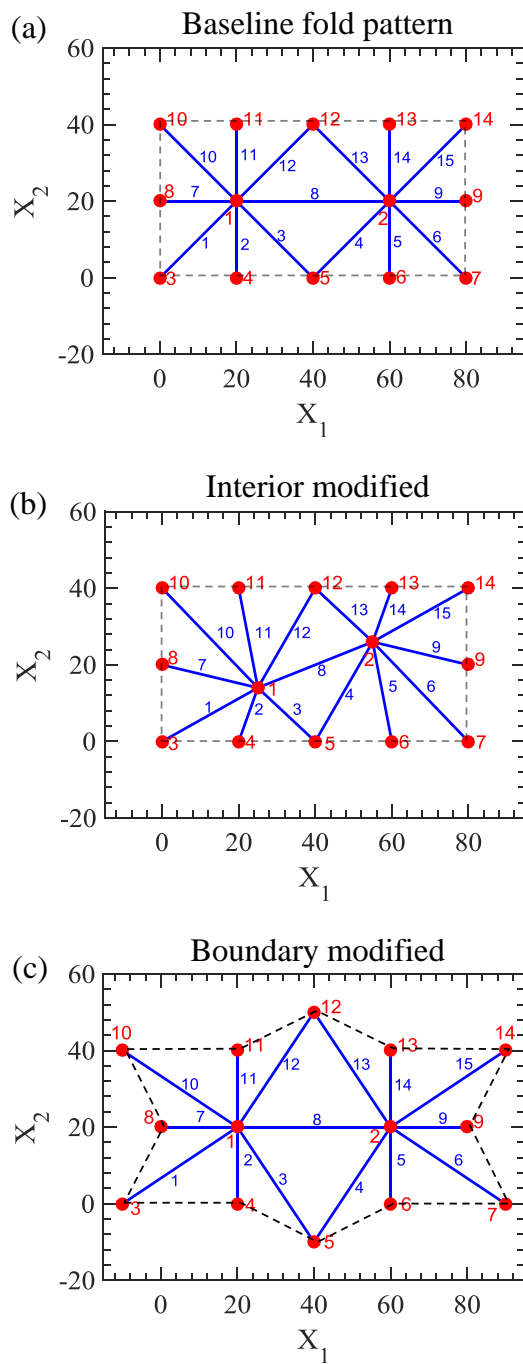 (a) Baseline fold pattern
60
10 11 12 13 14
40
10 11 12 13 14 15
X_2
8 7 8 9 9
20
1 2
1 2 3 4 5 6
0
3 4 5 6 7
-20
0 20 40 60 80
X_1
(b) Interior modified
60
10 11 12 13 14
40
10 11 12 13 14 15
X_2
8 7 8 2 9 9
20
1 2 3 1 4 5 6
0
3 4 5 6 7
-20
0 20 40 60 80
X_1
(c) Boundary modified
60
12
10 11 13 14
40
10 11 12 13 14 15
X_2
8 7 8 9 9
20
1 2
1 2 3 4 5 6
0
3 4 6 7
5
-20
0 20 40 60 80
X_1